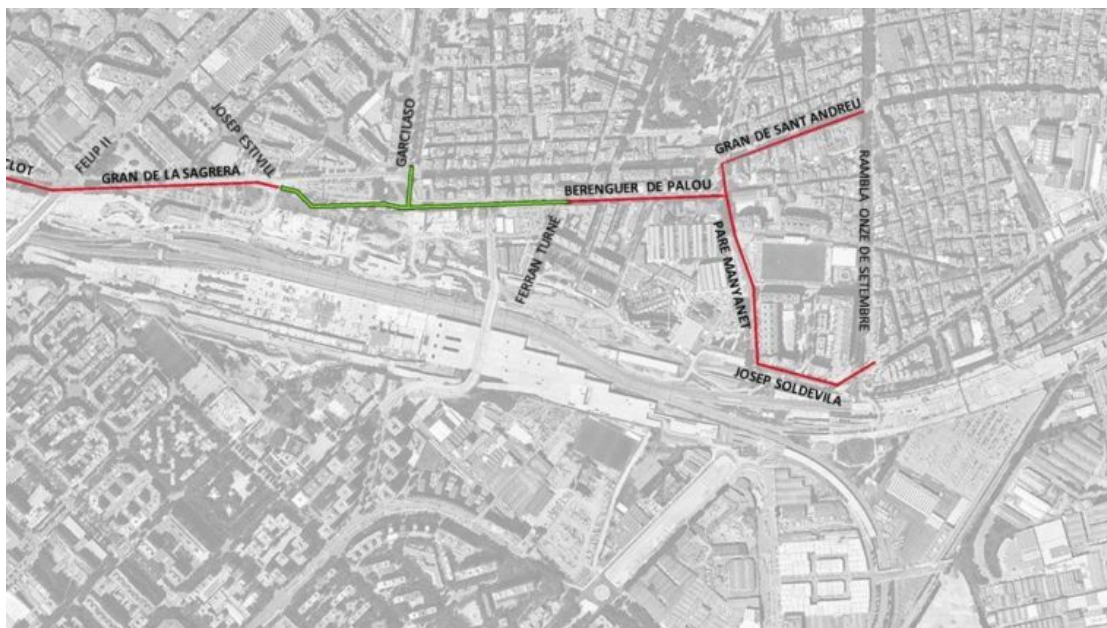 CLOT
FELIP II
GRAN DE LA SAGRERA
JOSEP ESTIVILL
GARCILASO
BERENGUER DE PALOU
FERRAN TURNÉ
GRAN DE SANT ANDREU
PARE MANYANET
RAMBLA ONZE DE SETEMBRE
JOSEP SOLDEVILA